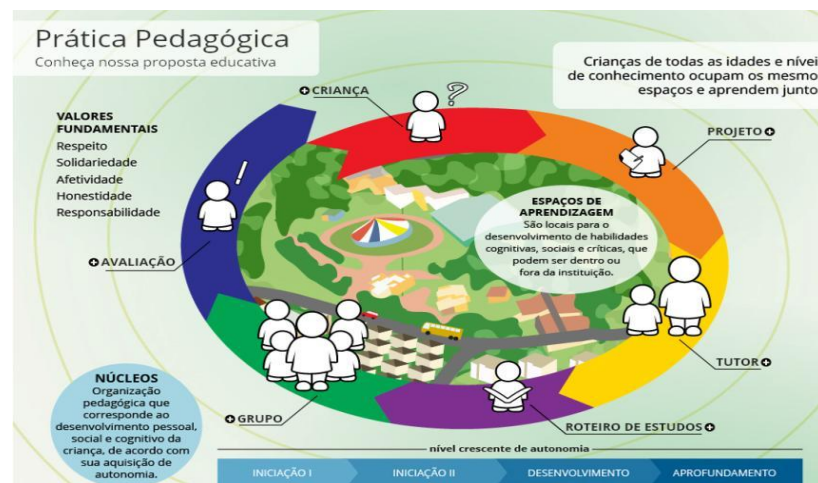 Prática Pedagógica
Conheça nossa proposta educativa
Crianças de todas as idades e nívei
de conhecimento ocupam os mesmo
espaços e aprendem junto
VALORES
FUNDAMENTAIS
Respeito
Solidariedade
Afetividade
Honestidade
Responsabilidade
CRIANÇA
?
PROJETO
!
ESPAÇOS DE
APRENDIZAGEM
São locais para o
desenvolvimento de habilidades
cognitivas, sociais e críticas, que
podem ser dentro ou
fora da instituição.
AVALIAÇÃO
TUTOR
NÚCLEOS
Organização
pedagógica que
corresponde ao
desenvolvimento pessoal,
social e cognitivo da
criança, de acordo com
sua aquisição de
autonomia.
GRUPO
ROTEIRO DE ESTUDOS
nível crescente de autonomia
INICIAÇÃO I
INICIAÇÃO II
DESENVOLVIMENTO
APROFUNDAMENTO